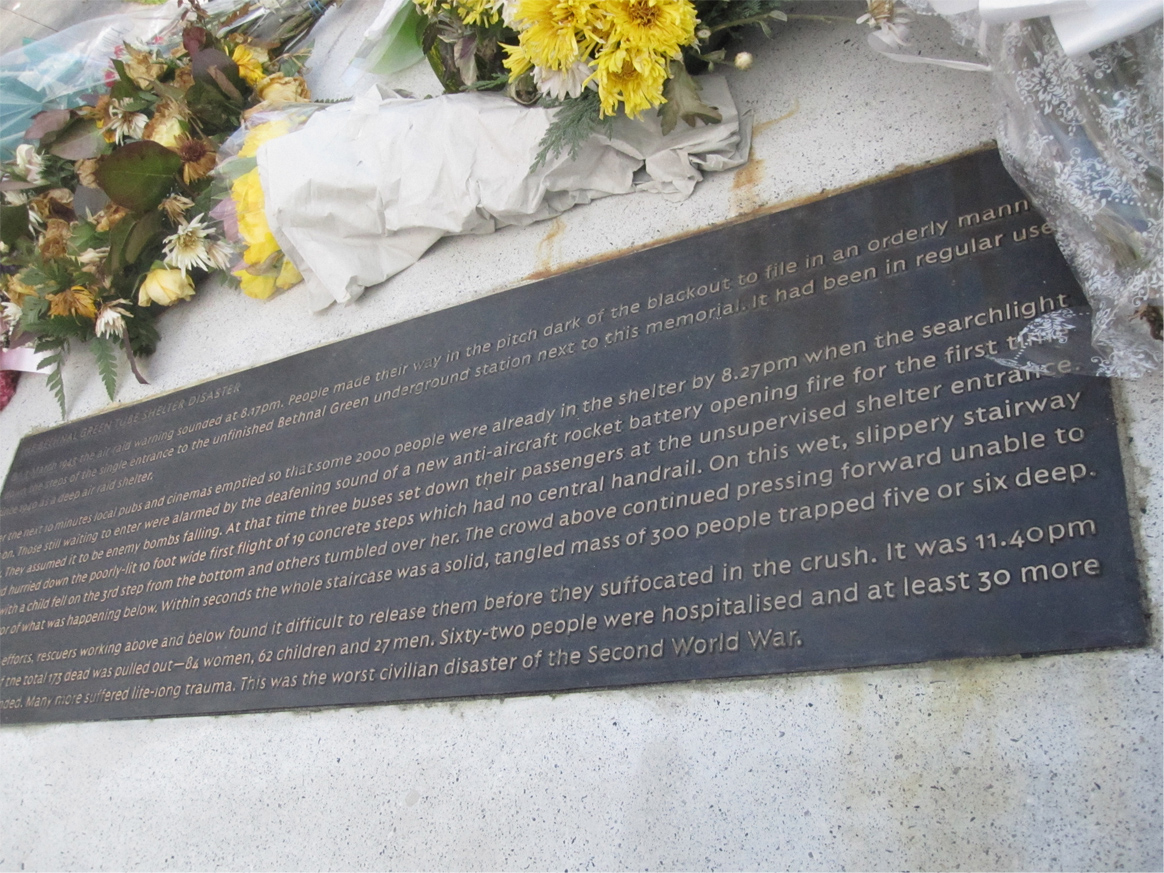 THE BETHNAL GREEN TUBE SHELTER DISASTER
MARCH 1943 the air raid warning sounded at 8.17pm. People made their way in the pitch dark of the blackout to file in an orderly mann
down the steps of the single entrance to the unfinished Bethnal Green underground station next to this memorial. It had been in regular use
since 1940 as a deep air raid shelter.
the next 10 minutes local pubs and cinemas emptied so that some 2000 people were already in the shelter by 8.27pm when the searchlight
on. Those still waiting to enter were alarmed by the deafening sound of a new anti-aircraft rocket battery opening fire for the first
They assumed it to be enemy bombs falling. At that time three buses set down their passengers at the unsupervised shelter entrance.
hurried down the poorly-lit 10 foot wide first flight of 19 concrete steps which had no central handrail. On this wet, slippery stairway
with a child fell on the 3rd step from the bottom and others tumbled over her. The crowd above continued pressing forward unable to
of what was happening below. Within seconds the whole staircase was a solid, tangled mass of 300 people trapped five or six deep.
efforts, rescuers working above and below found it difficult to release them before they suffocated in the crush. It was 11.40pm
the total 173 dead was pulled out—84 women, 62 children and 27 men. Sixty-two people were hospitalised and at least 30 more
Many more suffered life-long trauma. This was the worst civilian disaster of the Second World War.